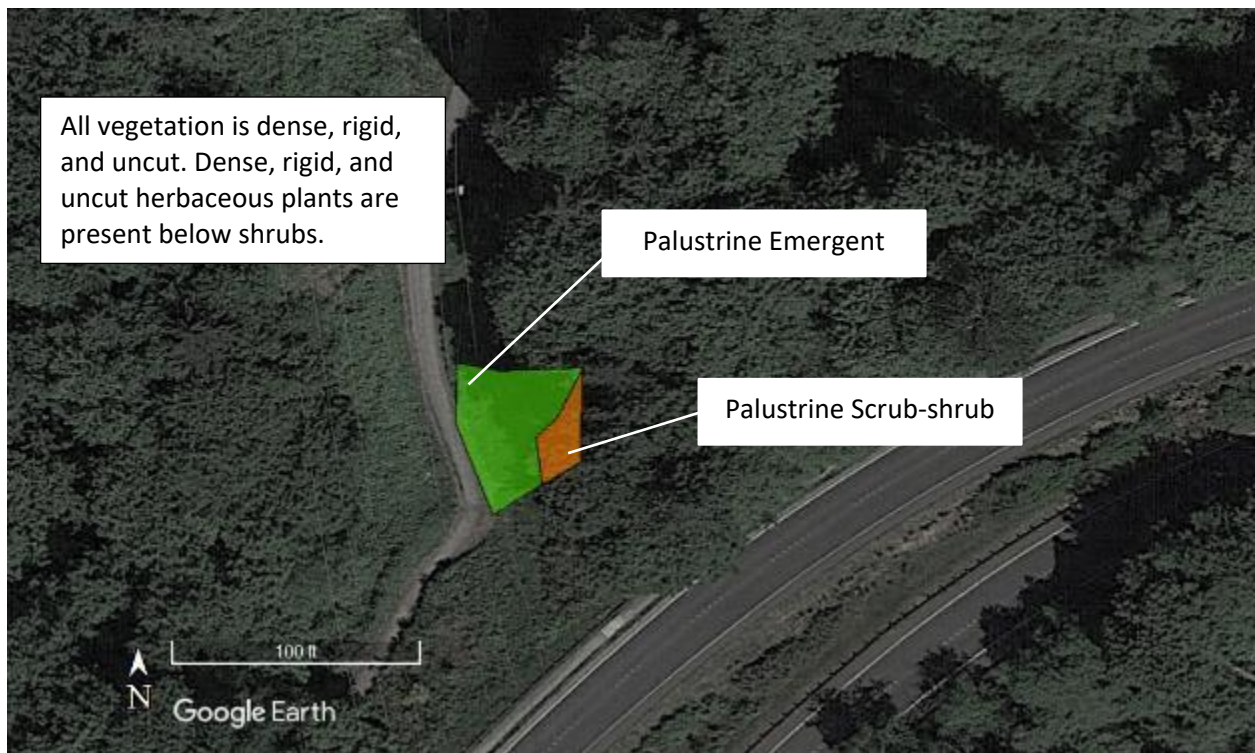 All vegetation is dense, rigid,
and uncut. Dense, rigid, and
uncut herbaceous plants are
present below shrubs.
Palustrine Emergent
Palustrine Scrub-shrub
100 ft
N
Google Earth